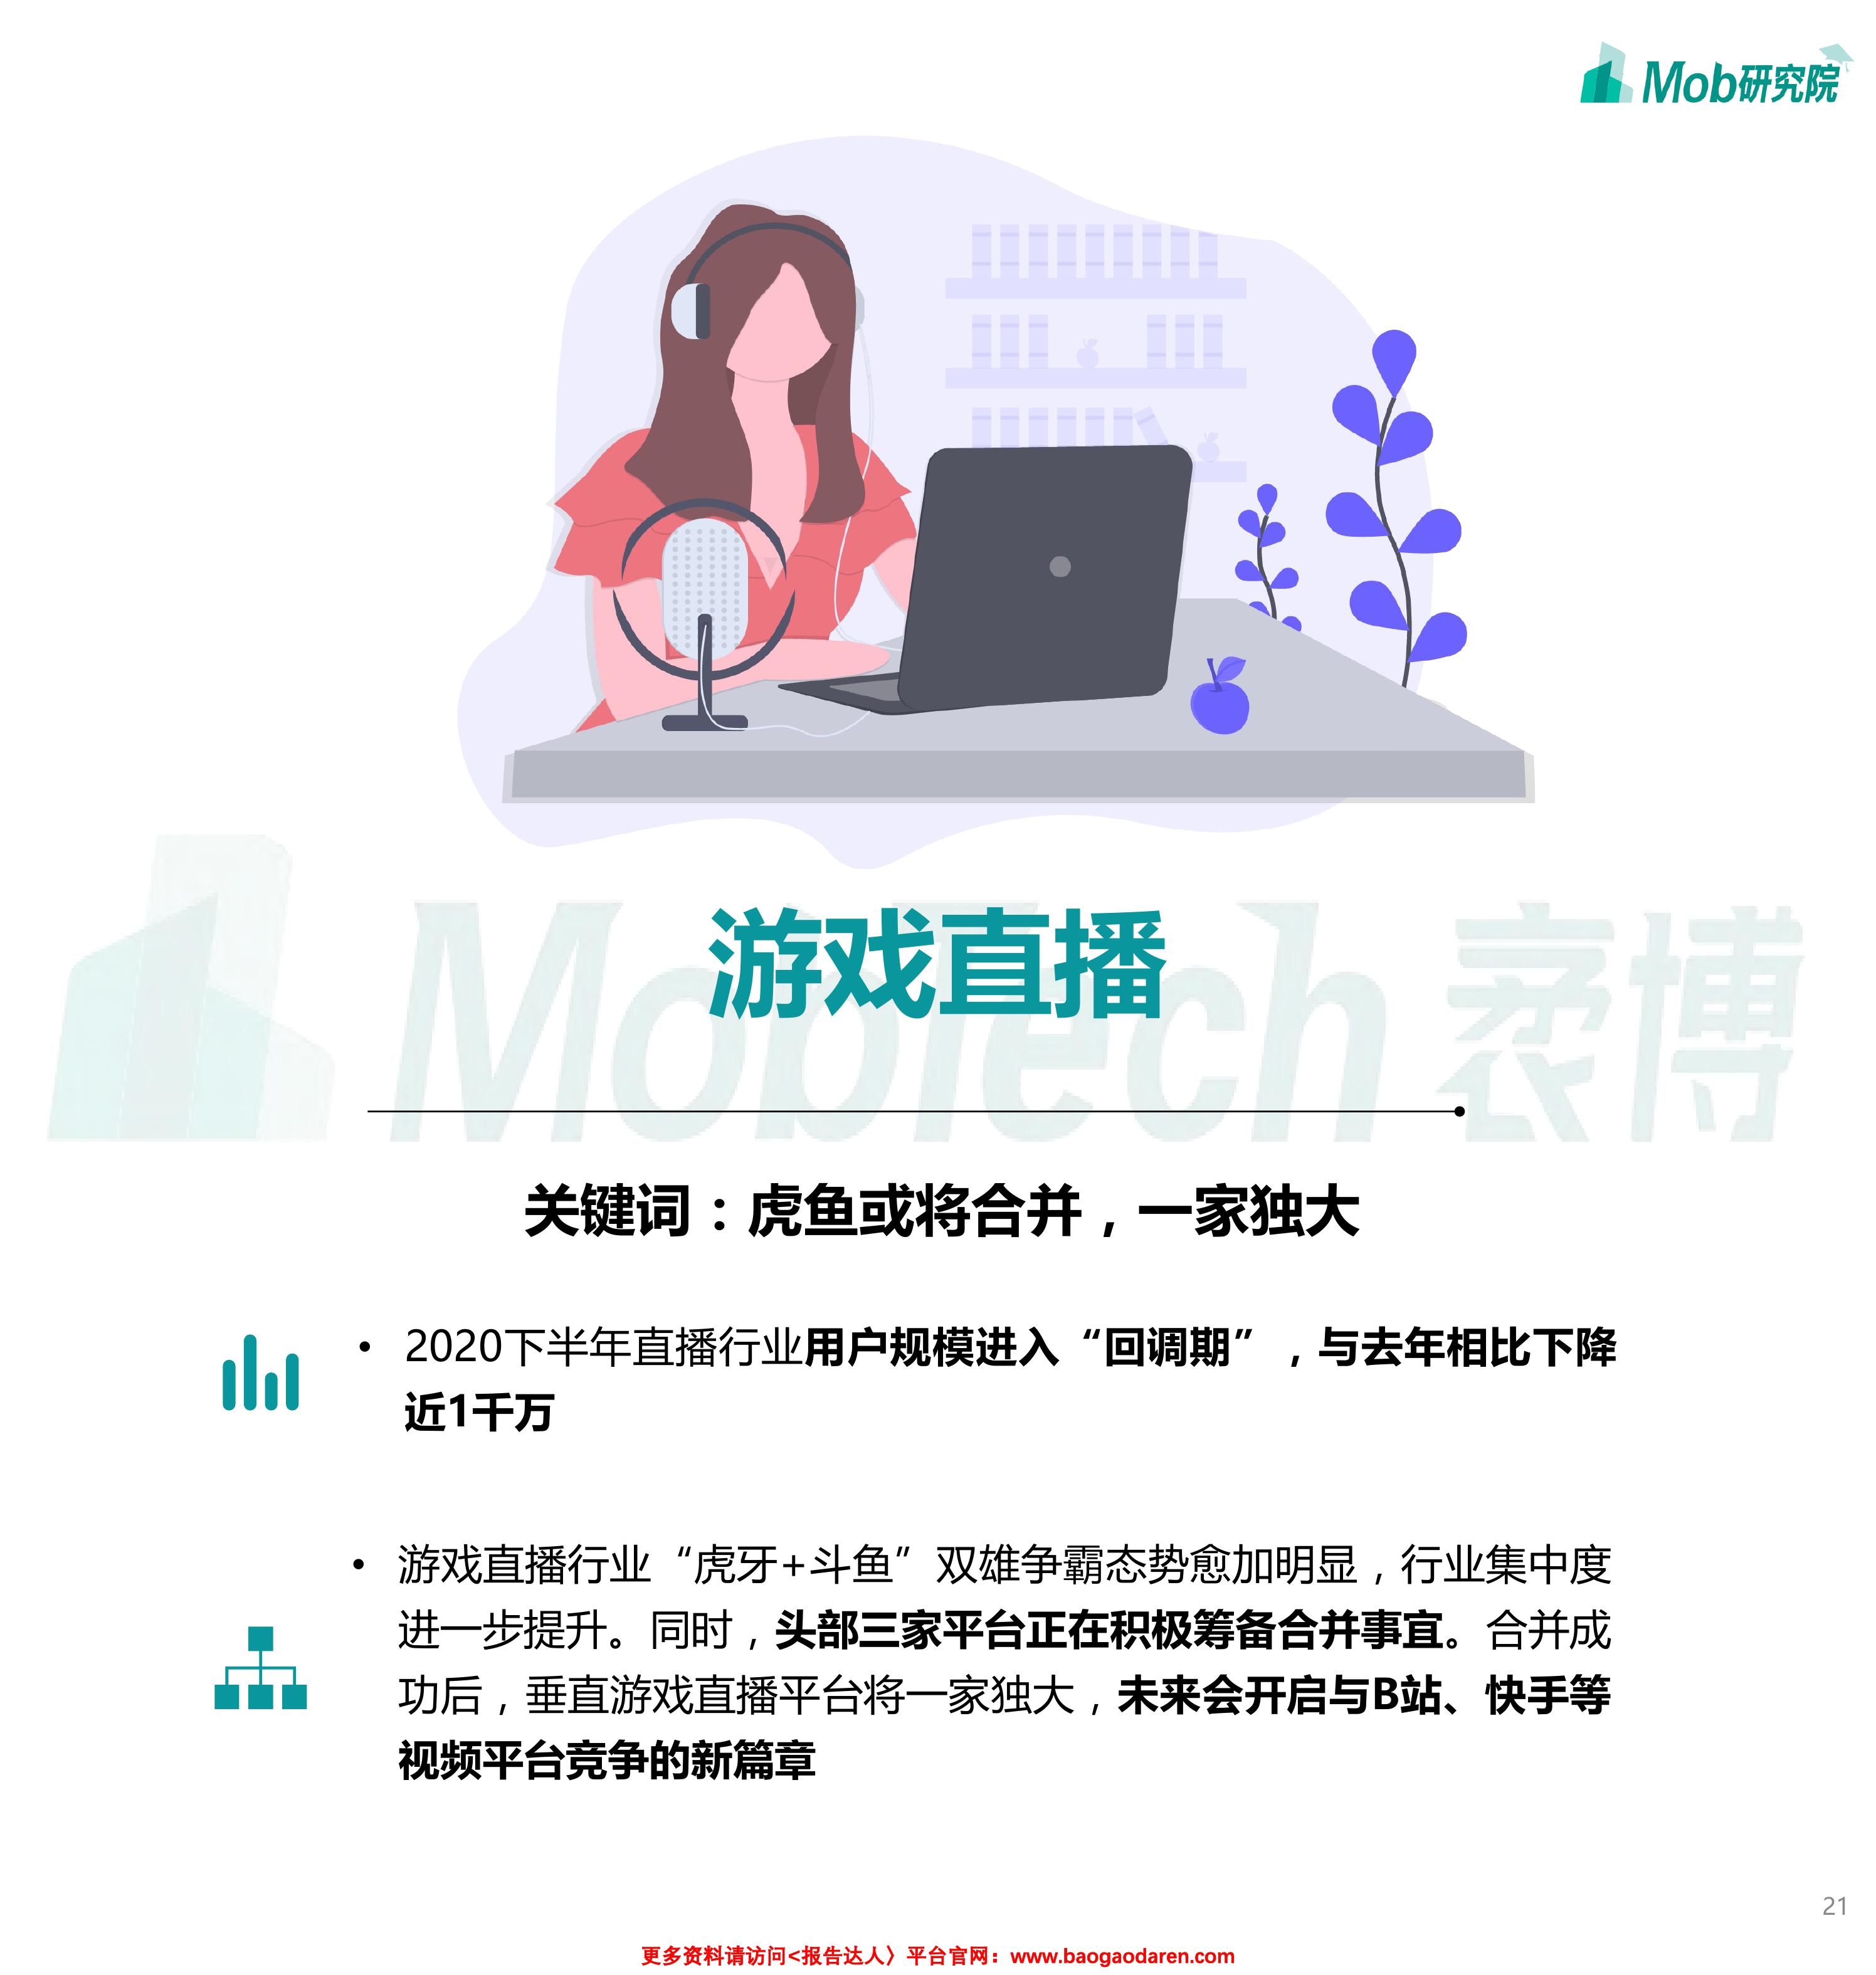 Mob研究院
游戏直播
MobTech 袤博
关键词：虎鱼或将合并，一家独大
• 2020下半年直播行业用户规模进入“回调期”，与去年相比下降
近1千万
• 游戏直播行业“虎牙+斗鱼”双雄争霸态势愈加明显，行业集中度
进一步提升。同时，头部三家平台正在积极筹备合并事宜。合并成
功后，垂直游戏直播平台将一家独大，未来会开启与B站、快手等
视频平台竞争的新篇章
21
更多资料请访问<报告达人〉平台官网：www.baogaodaren.com